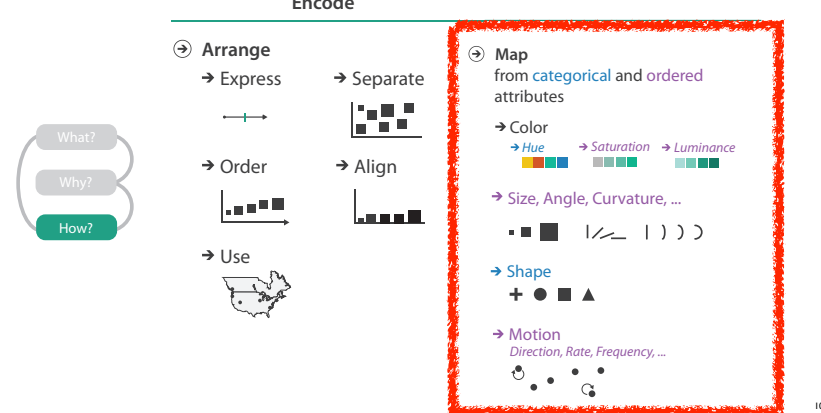 Encode
What?
Why?
How?
Arrange
Express
Separate
Order
Align
Use
Map
from categorical and ordered
attributes
Color
Hue
Saturation
Luminance
Size, Angle, Curvature, ...
Shape
Motion
Direction, Rate, Frequency, ...